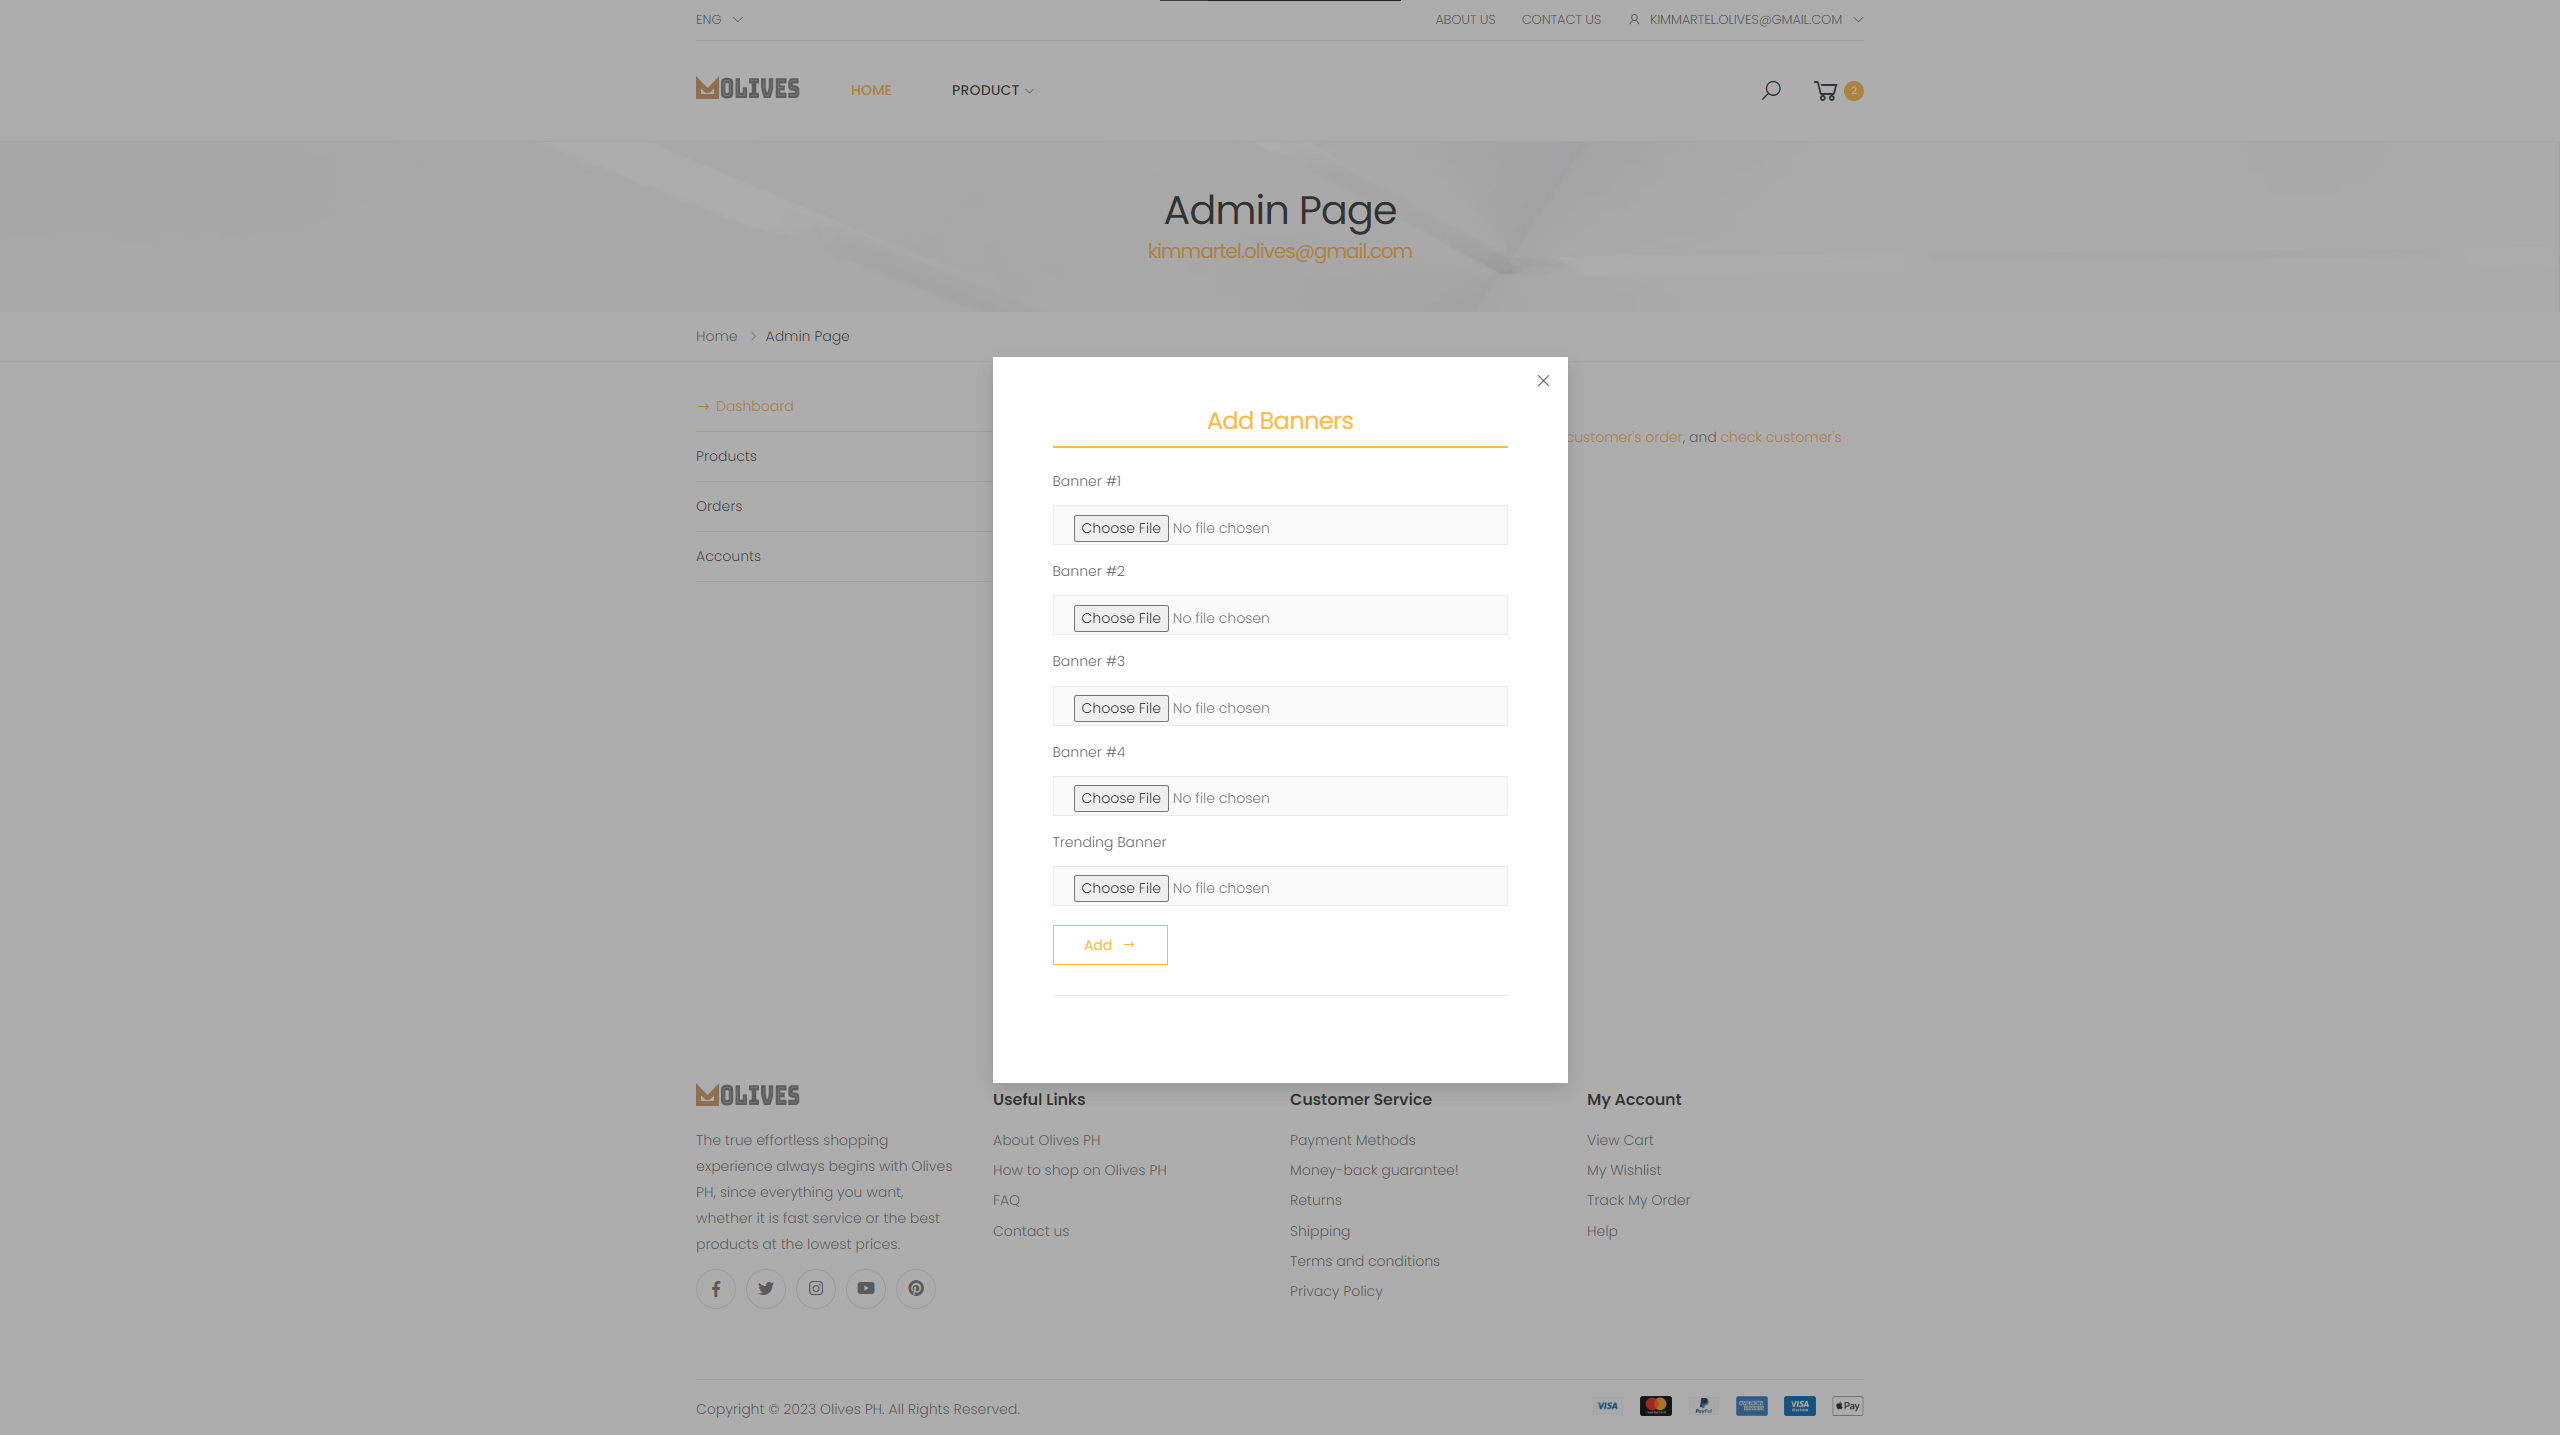 ENG
ABOUT US
CONTACT US
KIMMARTEL.OLIVES@GMAIL.COM
OLIVES
HOME
PRODUCT
2
Admin Page
kimmartel.olives@gmail.com
Home
Admin Page
→ Dashboard
Products
Orders
Accounts
customer's order, and check customer's
Add Banners
Banner #1
Choose File No file chosen
Banner #2
Choose File No file chosen
Banner #3
Choose File No file chosen
Banner #4
Choose File No file chosen
Trending Banner
Choose File No file chosen
Add →
OLIVES
The true effortless shopping
experience always begins with Olives
PH, since everything you want,
whether it is fast service or the best
products at the lowest prices.
Useful Links
About Olives PH
How to shop on Olives PH
FAQ
Contact us
Customer Service
Payment Methods
Money-back guarantee!
Returns
Shipping
Terms and conditions
Privacy Policy
My Account
View Cart
My Wishlist
Track My Order
Help
Copyright © 2023 Olives PH. All Rights Reserved.
VISA
PayPal
VISA
Pay